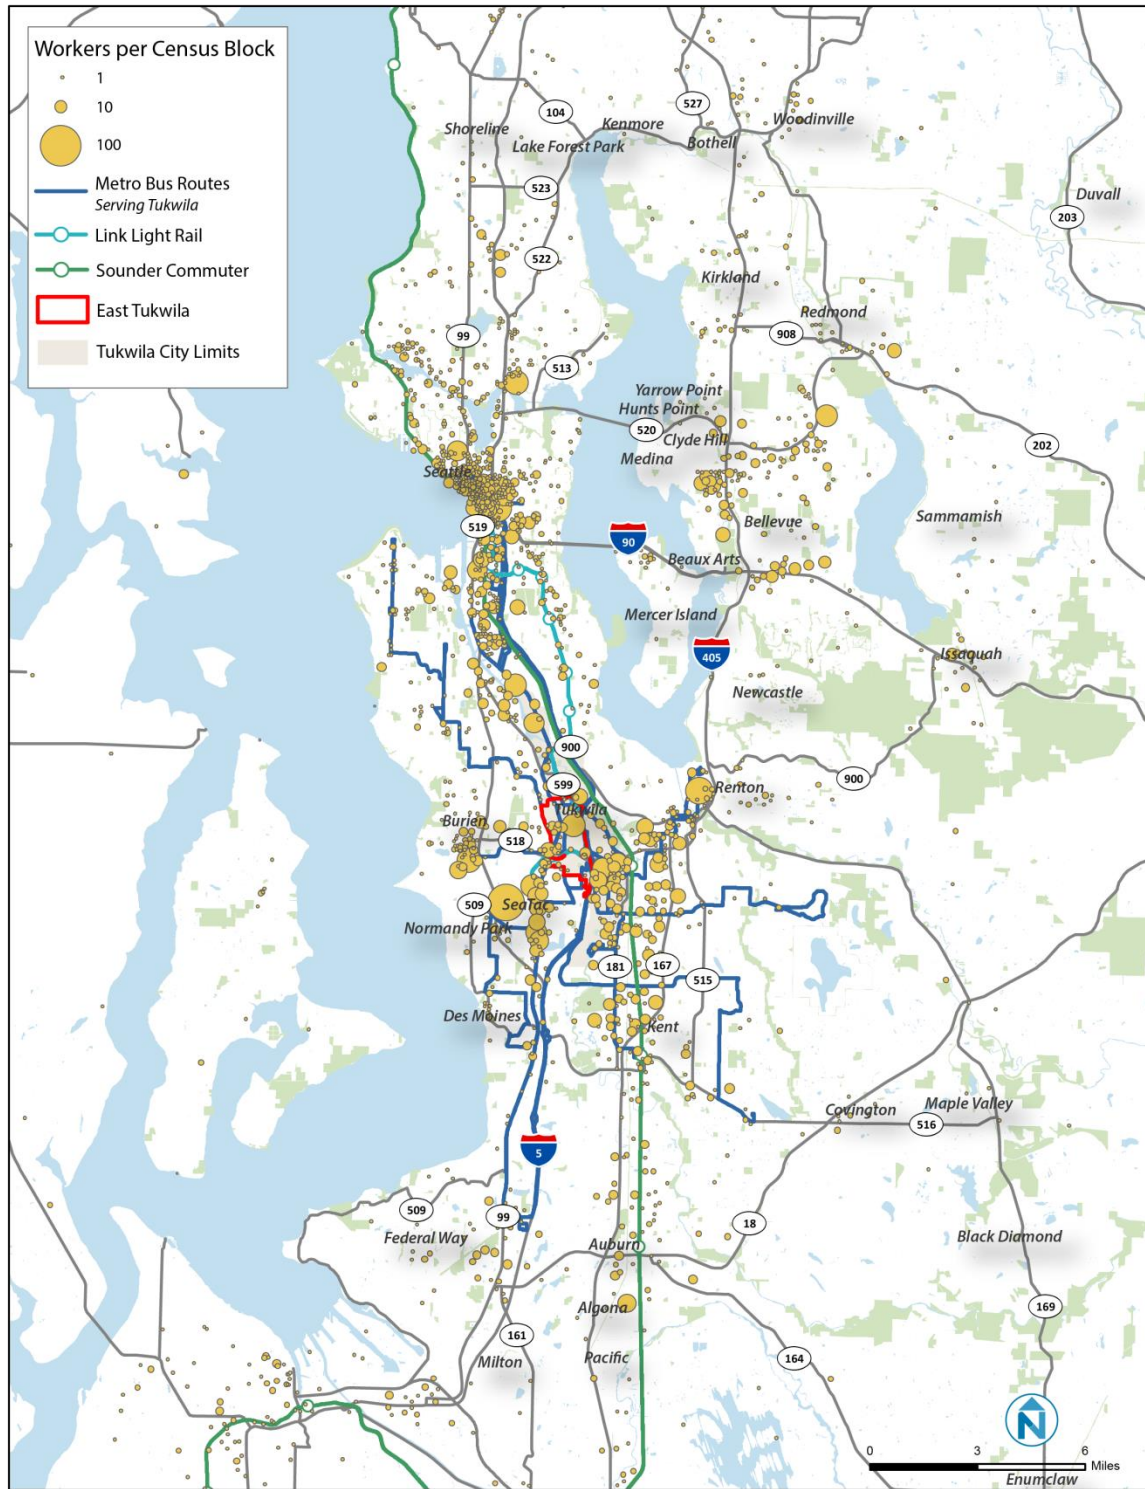 Workers per Census Block
1
10
100
Metro Bus Routes
Serving Tukwila
Link Light Rail
Sounder Commuter
East Tukwila
Tukwila City Limits
527
104
Woodinville
Kenmore
Shoreline
Bothell
Lake Forest Park
523
Duvall
203
522
Kirkland
Redmond
99
908
513
Yarrow Point
Hunts Point
520
Clyde Hill
202
Medina
Seattle
Sammamish
519
Bellevue
90
Beaux Arts
Mercer Island
405
Issaquah
Newcastle
900
900
599
Renton
Tukwila
Burien
518
509
SeaTac
Normandy Park
181
167
515
Des Moines
Kent
Covington
Maple Valley
516
5
509
99
18
Federal Way
Black Diamond
Auburn
Algona
169
161
Milton
Pacific
164
N
0
3
6
Miles
Enumclaw